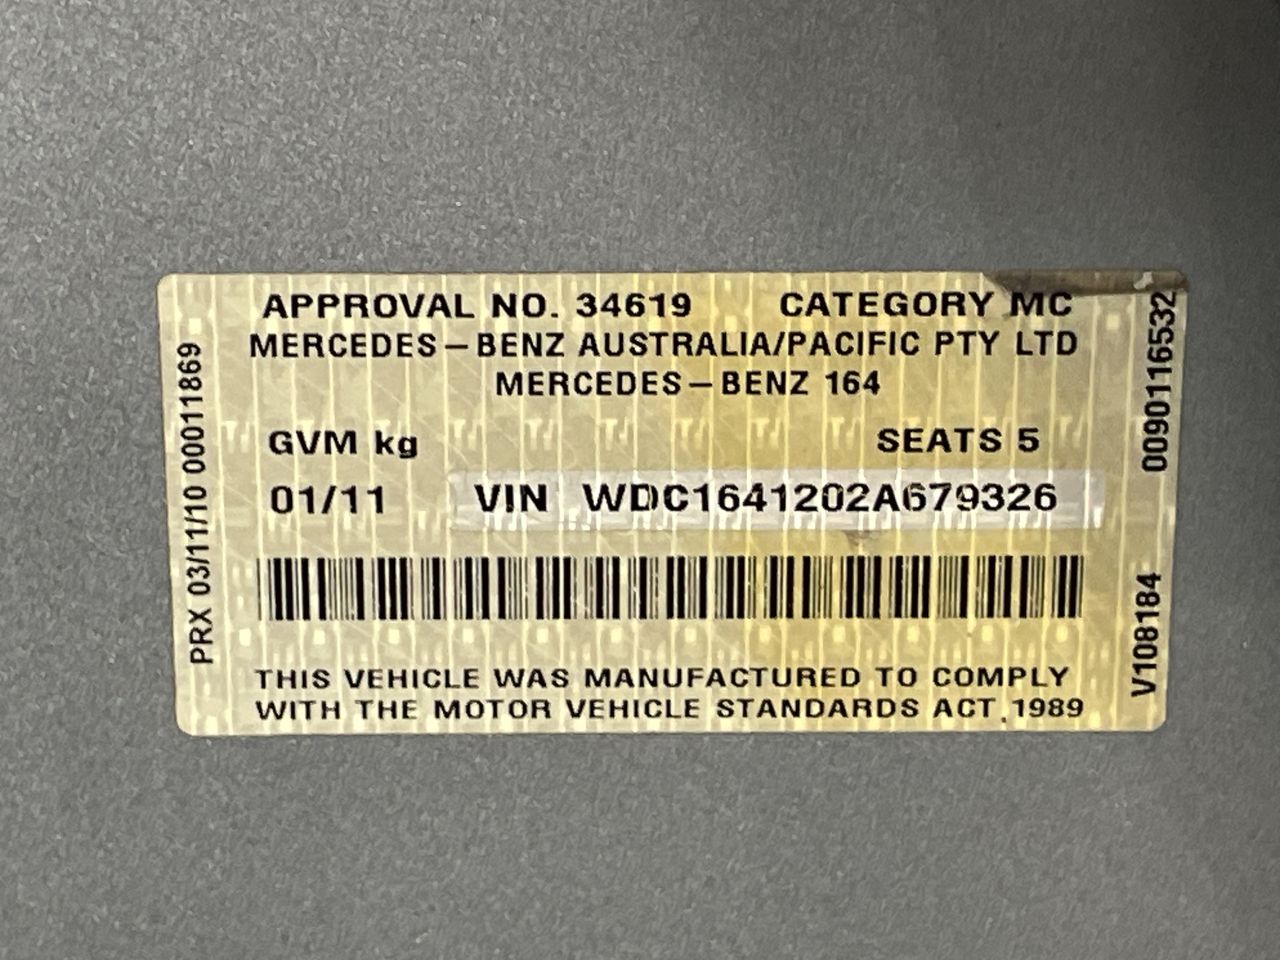 APPROVAL NO. 34619 CATEGORY MC
MERCEDES-BENZ AUSTRALIA/PACIFIC PTY LTD
MERCEDES-BENZ 164
GVM kg SEATS 5
01/11 VIN WDC1641202A679326
THIS VEHICLE WAS MANUFACTURED TO COMPLY
WITH THE MOTOR VEHICLE STANDARDS ACT, 1989
PRX 03/11/10 00011869
V108184 0090116532